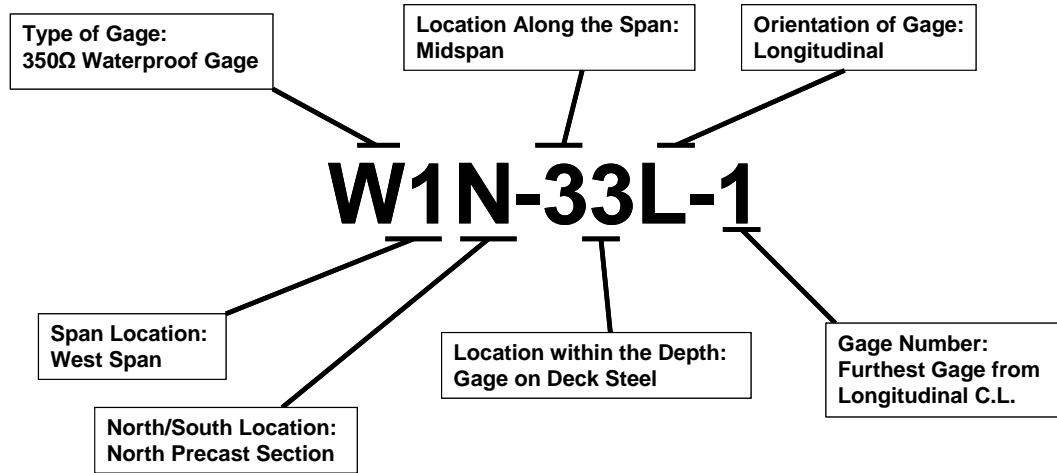 Type of Gage:
350Ω Waterproof Gage
Location Along the Span:
Midspan
Orientation of Gage:
Longitudinal
W1N-33L-1
Span Location:
West Span
North/South Location:
North Precast Section
Location within the Depth:
Gage on Deck Steel
Gage Number:
Furthest Gage from
Longitudinal C.L.